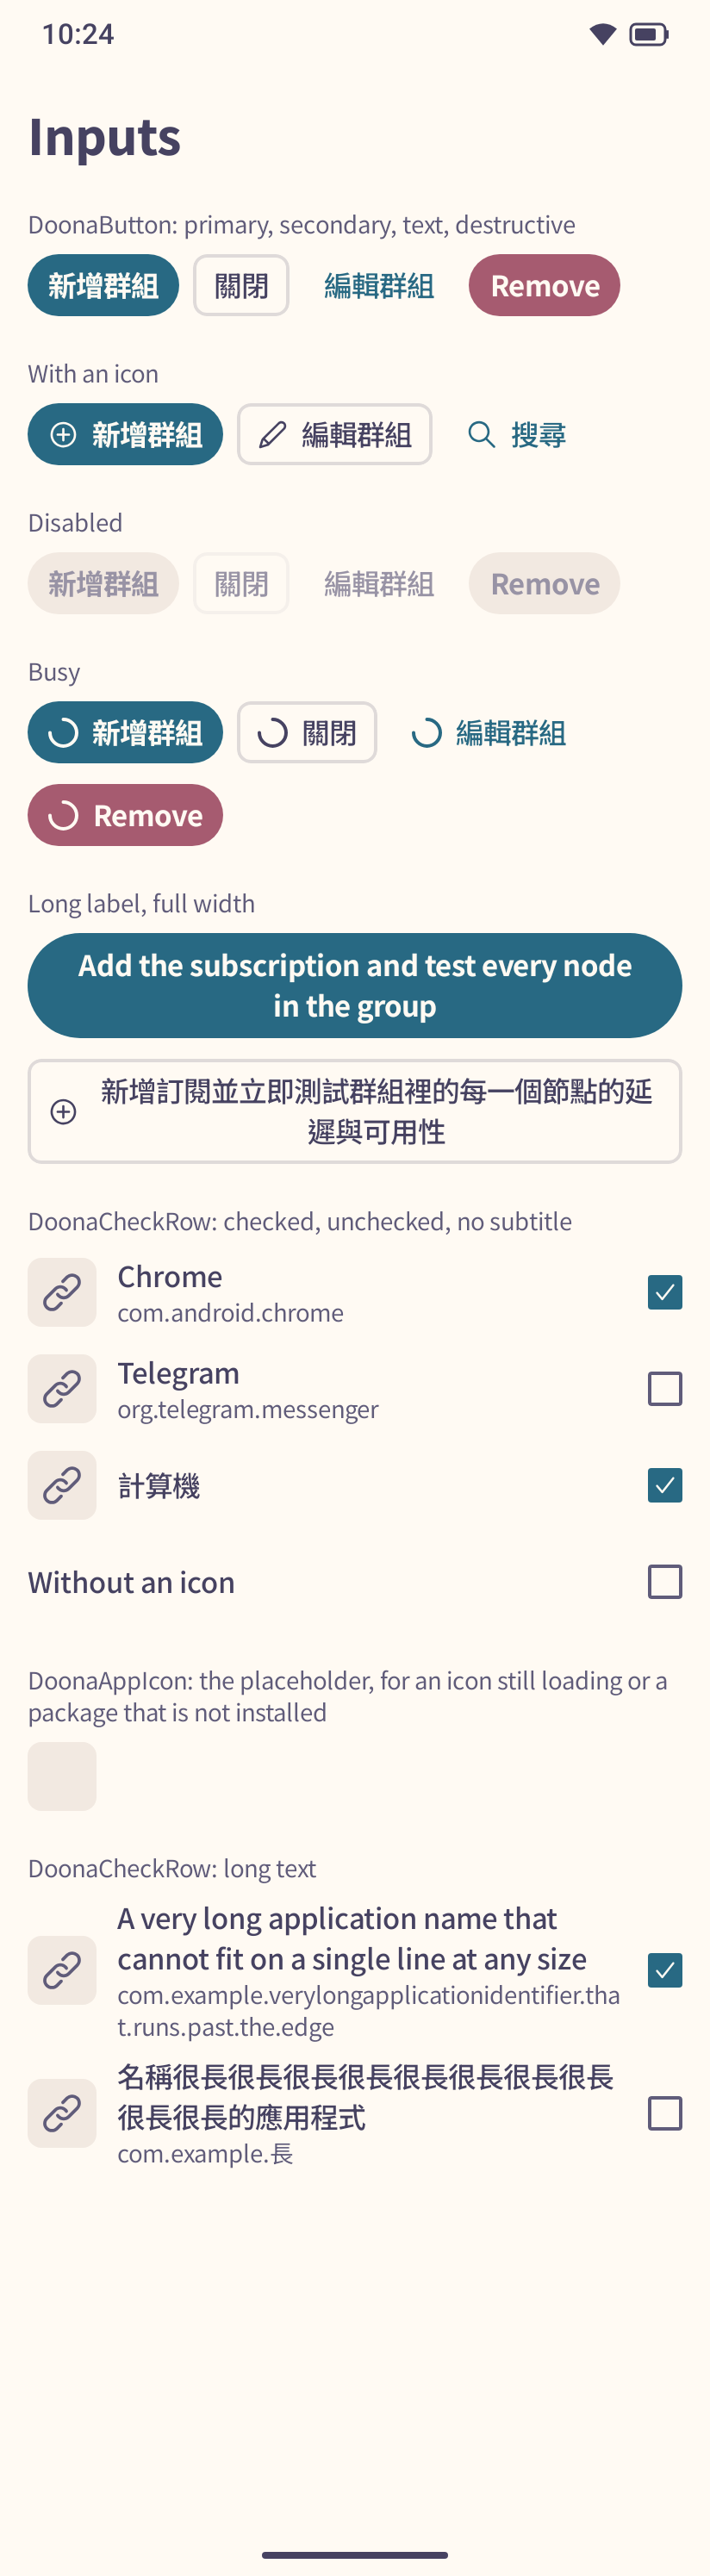 10:24
Inputs
DoonaButton: primary, secondary, text, destructive
新增群組 關閉 編輯群組 Remove
With an icon
新增群組 編輯群組 搜尋
Disabled
新增群組 關閉 編輯群組 Remove
Busy
新增群組 關閉 編輯群組
Remove
Long label, full width
Add the subscription and test every node
in the group
新增訂閱並立即測試群組裡的每一個節點的延
遲與可用性
DoonaCheckRow: checked, unchecked, no subtitle
Chrome
com.android.chrome
Telegram
org.telegram.messenger
計算機
Without an icon
DoonaAppIcon: the placeholder, for an icon still loading or a
package that is not installed
DoonaCheckRow: long text
A very long application name that
cannot fit on a single line at any size
com.example.verylongapplicationidentifier.tha
t.runs.past.the.edge
名稱很長很長很長很長很長很長很長很長
很長很長的應用程式
com.example.長